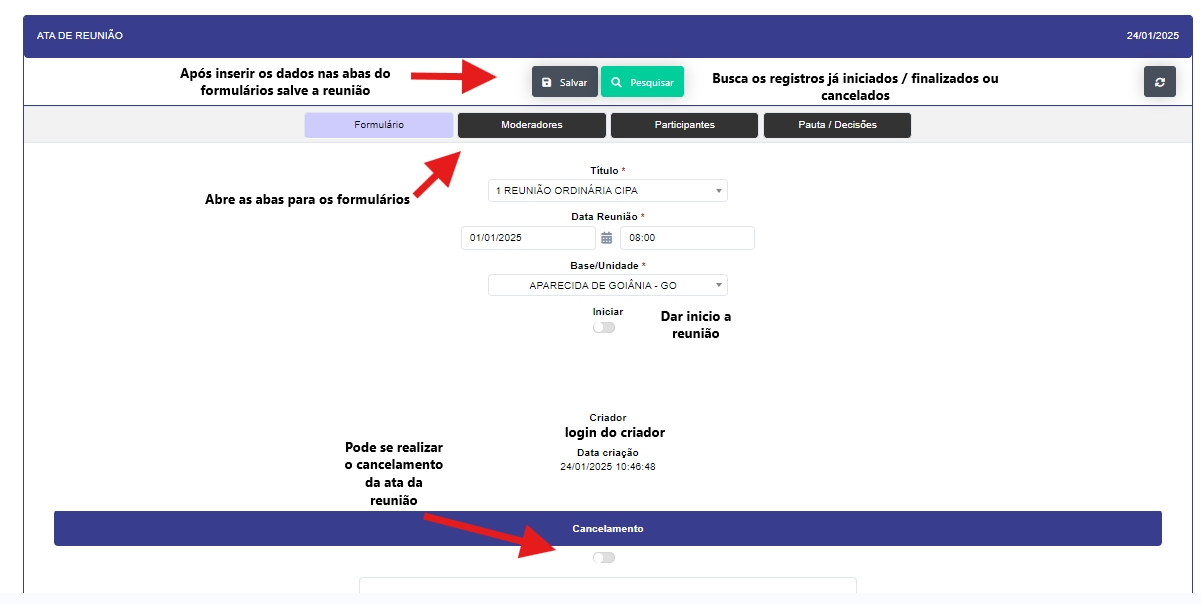 ATA DE REUNIÃO
24/01/2025
Após inserir os dados nas abas do
formulários salve a reunião
Salvar
Pesquisar
Busca os registros já iniciados / finalizados ou
cancelados
Formulário
Moderadores
Participantes
Pauta / Decisões
Abre as abas para os formulários
Título *
1 REUNIÃO ORDINÁRIA CIPA
Data Reunião *
01/01/2025
08:00
Base/Unidade *
APARECIDA DE GOIÂNIA - GO
Iniciar
Dar inicio a
reunião
Criador
login do criador
Data criação
24/01/2025 10:46:48
Pode se realizar
o cancelamento
da ata da
reunião
Cancelamento